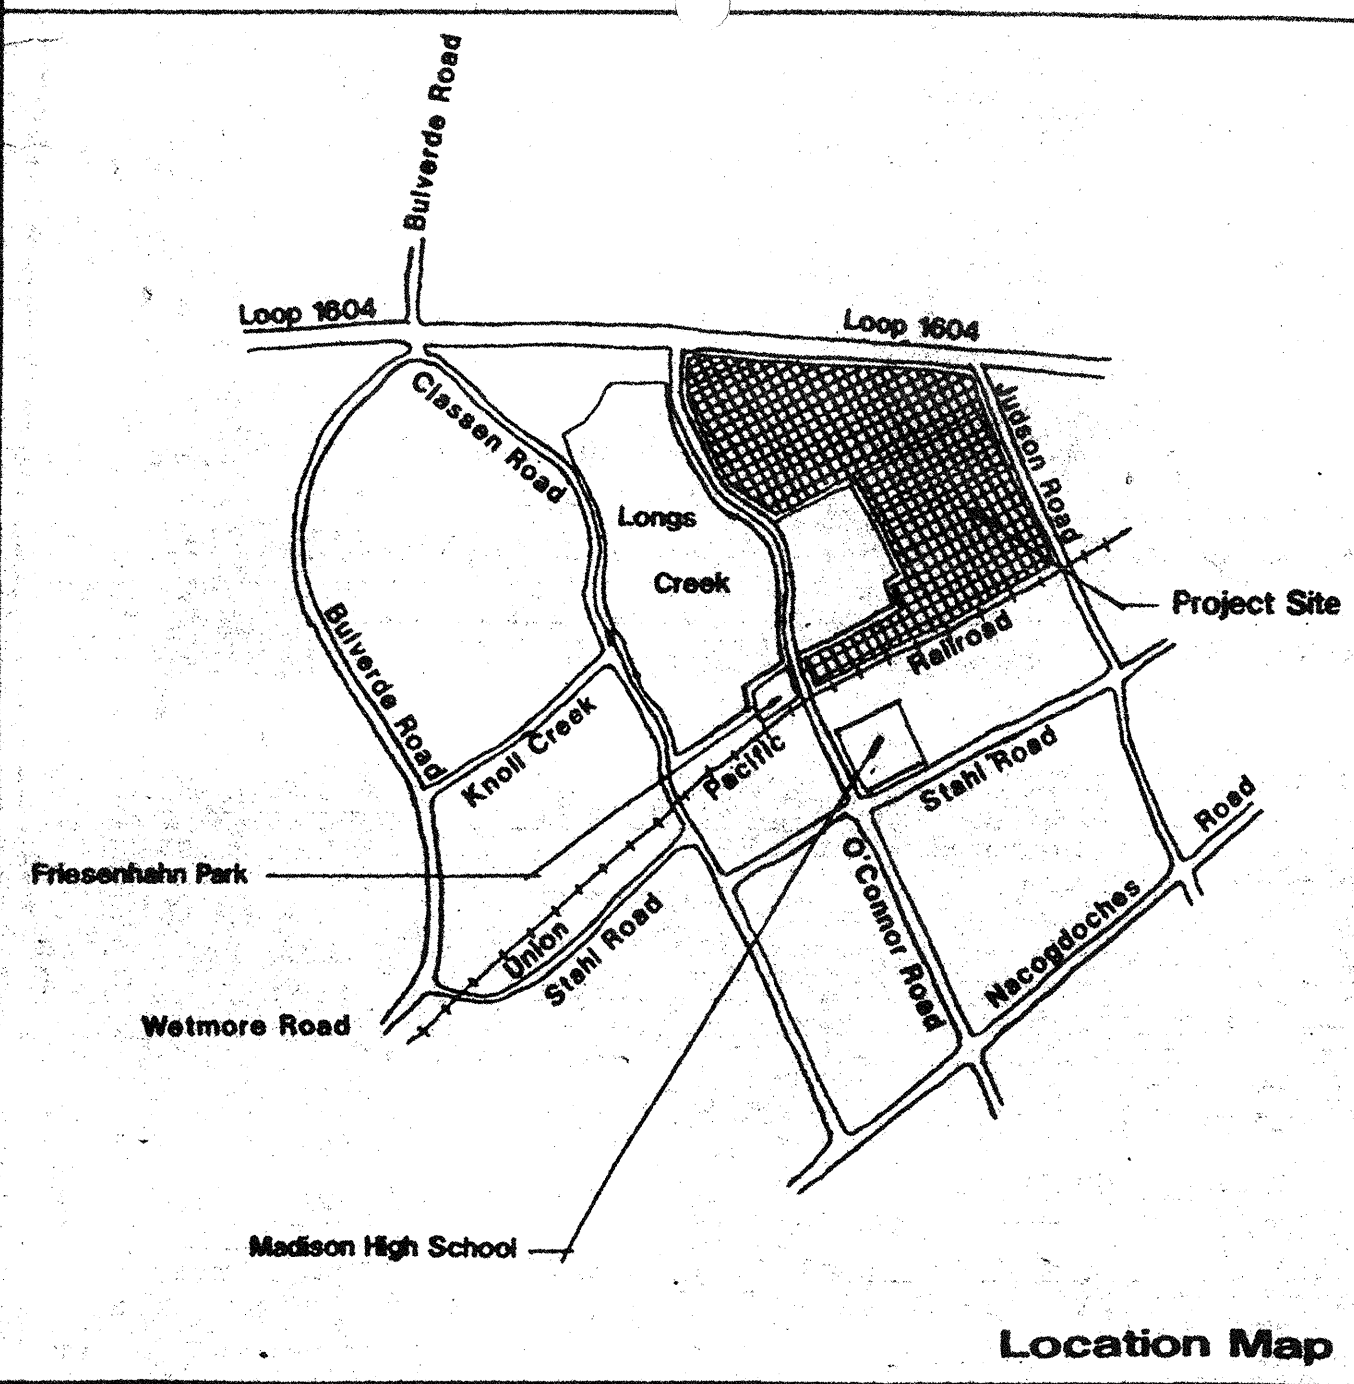 Bulverde Road
Loop 1604
Loop 1604
Classen Road
Judson Road
Longs
Creek
Project Site
Bulverde Road
Railroad
Knoll Creek
Pacific
Stahl Road
Road
Friesenhahn Park
O'Connor Road
Union
Stahl Road
Nacogdoches
Wetmore Road
Madison High School
Location Map